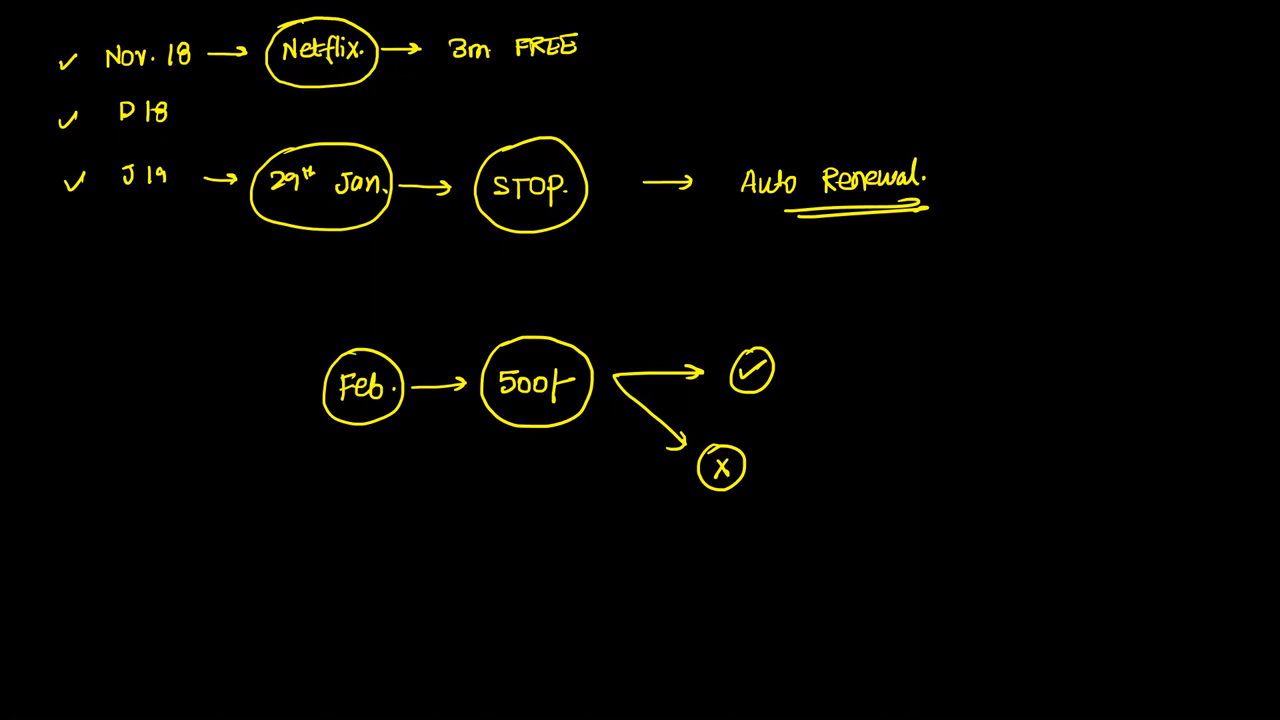 ✓ Nov. 18 → Netflix. → 3m FREE
✓ D 18
✓ J 19 → 29th Jan. → STOP. → Auto Renewal.
Feb. → 500/- → ✓
x